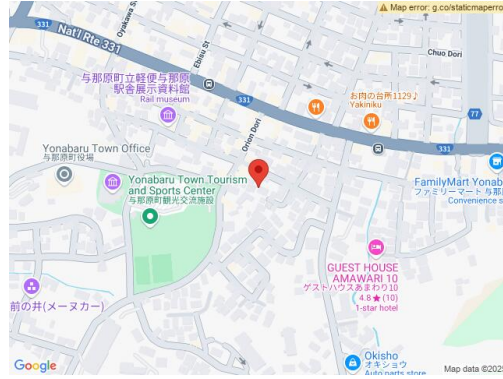 Map error: g.co/staticmaperro
Oyakawa St
Nat'l Rte 331
Ebisu St
Chuo Dori
与那原町立軽便与那原
駅舎展示資料館
Rail museum
331
お肉の台所1129♪
Yakiniku
77
Orion Dori
331
331
Yonabaru Town Office
与那原町役場
Yonabaru Town Tourism
and Sports Center
与那原町観光交流施設
FamilyMart Yonab
ファミリーマート 与那
Convenience s
GUEST HOUSE
AMAWARI 10
ゲストハウスあまわり10
4.8★(10)
1-star hotel
前の井(メーヌカー)
Okisho
オキショウ
Auto parts store
Google
Map data ©202